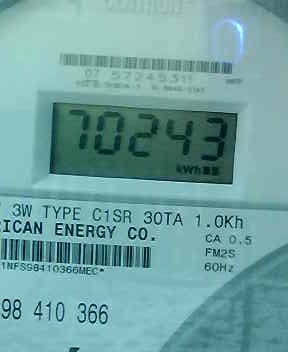 07 57245311
70243
kWh
3W TYPE C1SR 30TA 1.0Kh
RICAN ENERGY CO.
CA 0.5
FM2S
60Hz
1NFS98410366MEC*
98 410 366